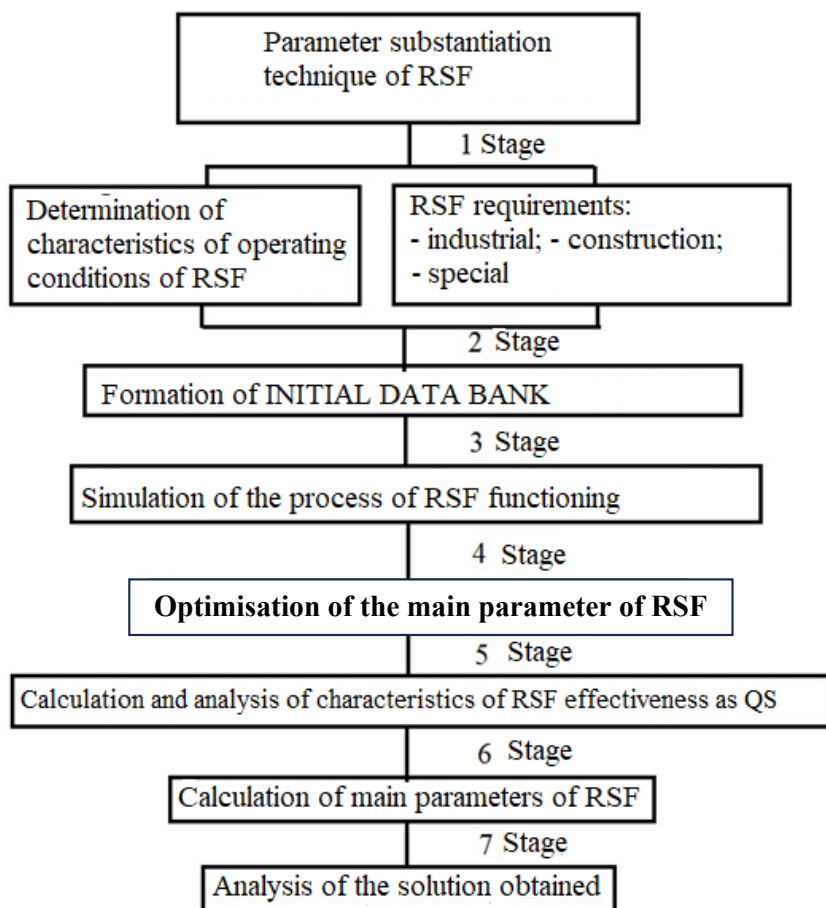 Parameter substantiation
technique of RSF
1 Stage
Determination of
characteristics of operating
conditions of RSF
RSF requirements:
- industrial; - construction;
- special
2 Stage
Formation of INITIAL DATA BANK
3 Stage
Simulation of the process of RSF functioning
4 Stage
Optimisation of the main parameter of RSF
5 Stage
Calculation and analysis of characteristics of RSF effectiveness as QS
6 Stage
Calculation of main parameters of RSF
7 Stage
Analysis of the solution obtained